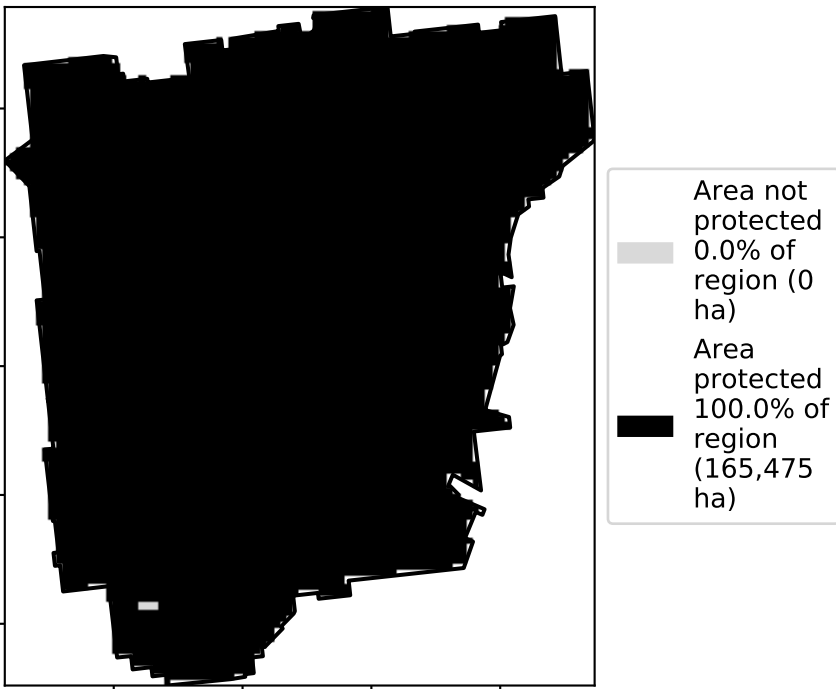 Area not
protected
0.0% of
region (0
ha)
Area
protected
100.0% of
region
(165,475
ha)